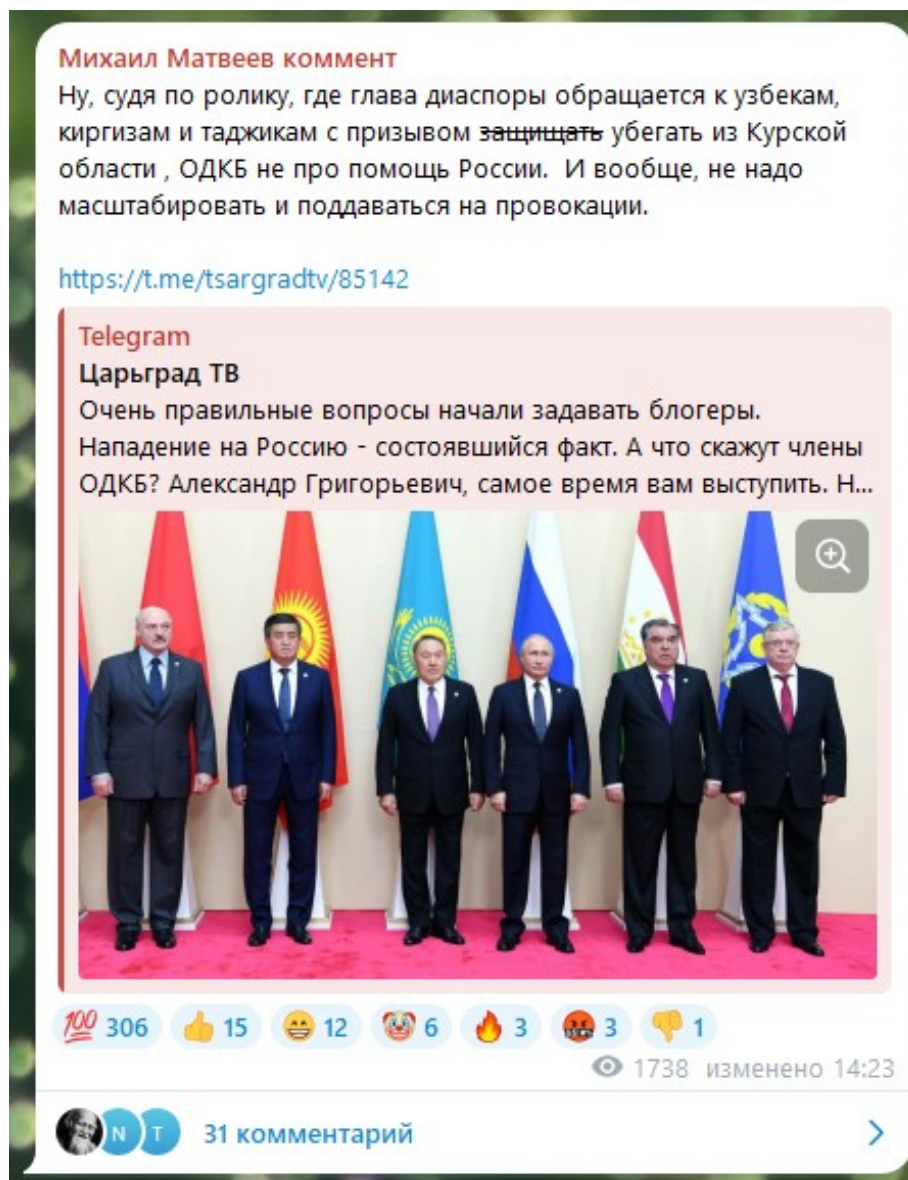 Михаил Матвеев коммент
Ну, судя по ролику, где глава диаспоры обращается к узбекам,
киргизам и таджикам с призывом защищать убегать из Курской
области , ОДКБ не про помощь России. И вообще, не надо
масштабировать и поддаваться на провокации.
https://t.me/tsargradtv/85142
Telegram
Царьград ТВ
Очень правильные вопросы начали задавать блогеры.
Нападение на Россию - состоявшийся факт. А что скажут члены
ОДКБ? Александр Григорьевич, самое время вам выступить. Н...
💯 306 👍 15 😁 12 🤡 6 🔥 3 🤬 3 👎 1
1738 изменено 14:23
N T 31 комментарий